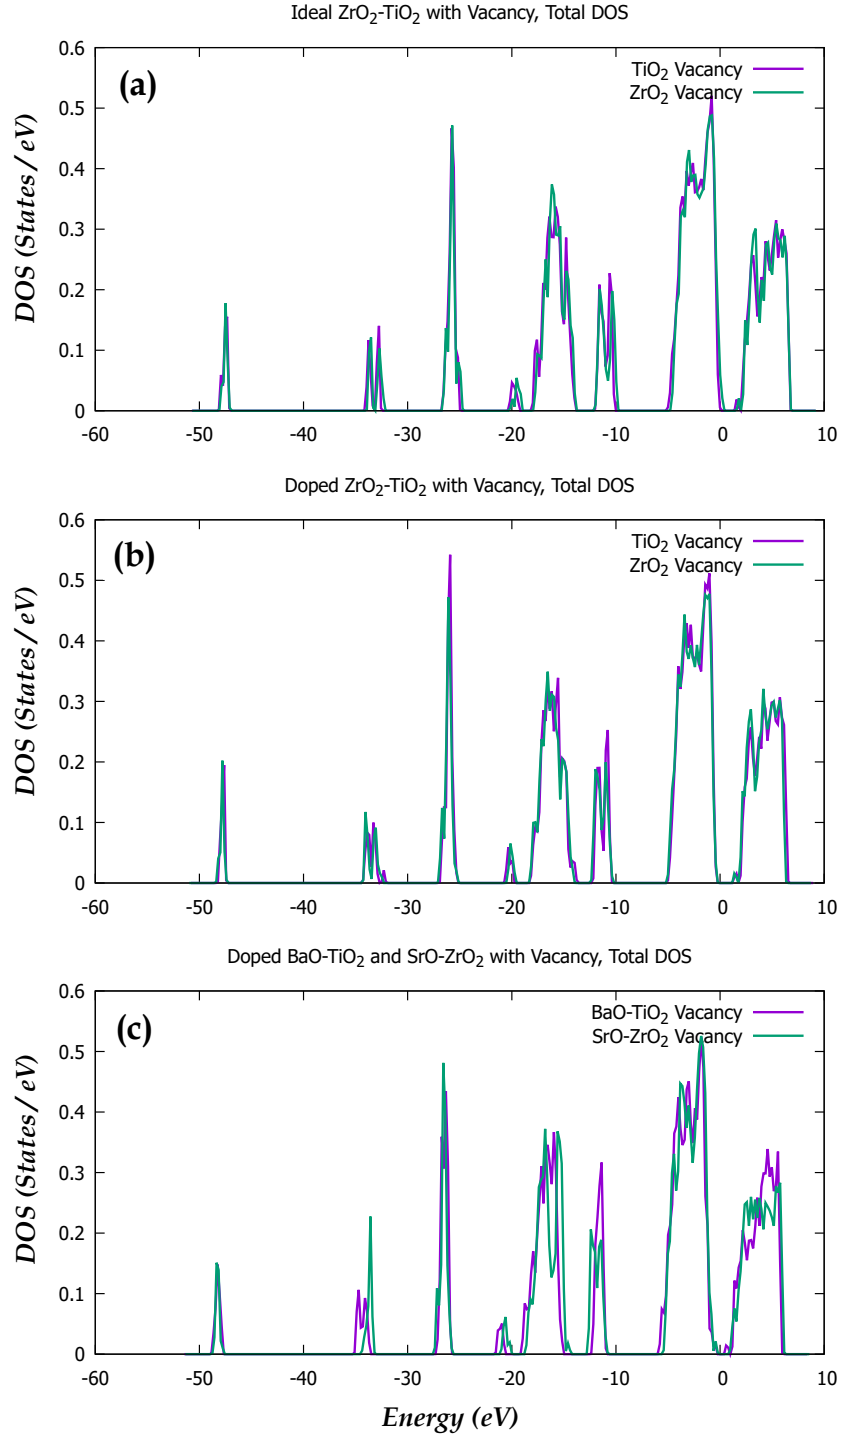 Ideal ZrO2-TiO2 with Vacancy, Total DOS
(a)
TiO2 Vacancy
ZrO2 Vacancy
DOS (States / eV)
0.6
0.5
0.4
0.3
0.2
0.1
0
-60 -50 -40 -30 -20 -10 0 10
Doped ZrO2-TiO2 with Vacancy, Total DOS
(b)
TiO2 Vacancy
ZrO2 Vacancy
DOS (States / eV)
0.6
0.5
0.4
0.3
0.2
0.1
0
-60 -50 -40 -30 -20 -10 0 10
Doped BaO-TiO2 and SrO-ZrO2 with Vacancy, Total DOS
(c)
BaO-TiO2 Vacancy
SrO-ZrO2 Vacancy
DOS (States / eV)
0.6
0.5
0.4
0.3
0.2
0.1
0
-60 -50 -40 -30 -20 -10 0 10
Energy (eV)